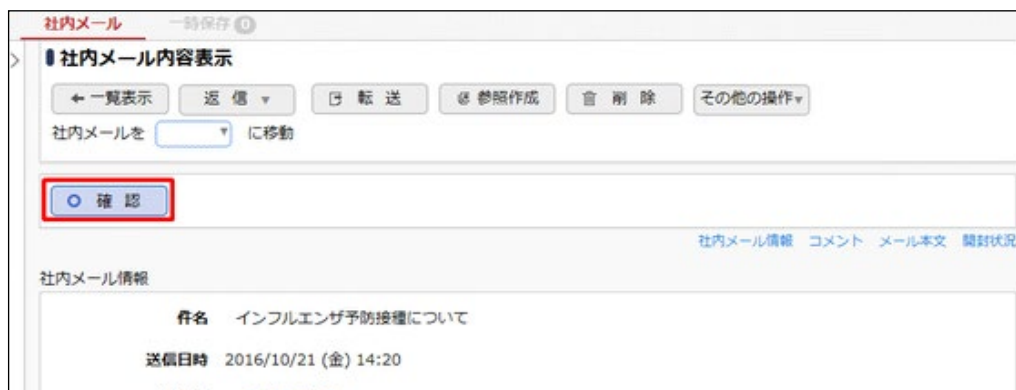 社内メール 一時保存 0
社内メール内容表示
一覧表示 返信 転送 参照作成 削除 その他の操作
社内メールを に移動
確認
社内メール情報 コメント メール本文 開封状況
社内メール情報
件名 インフルエンザ予防接種について
送信日時 2016/10/21 (金) 14:20